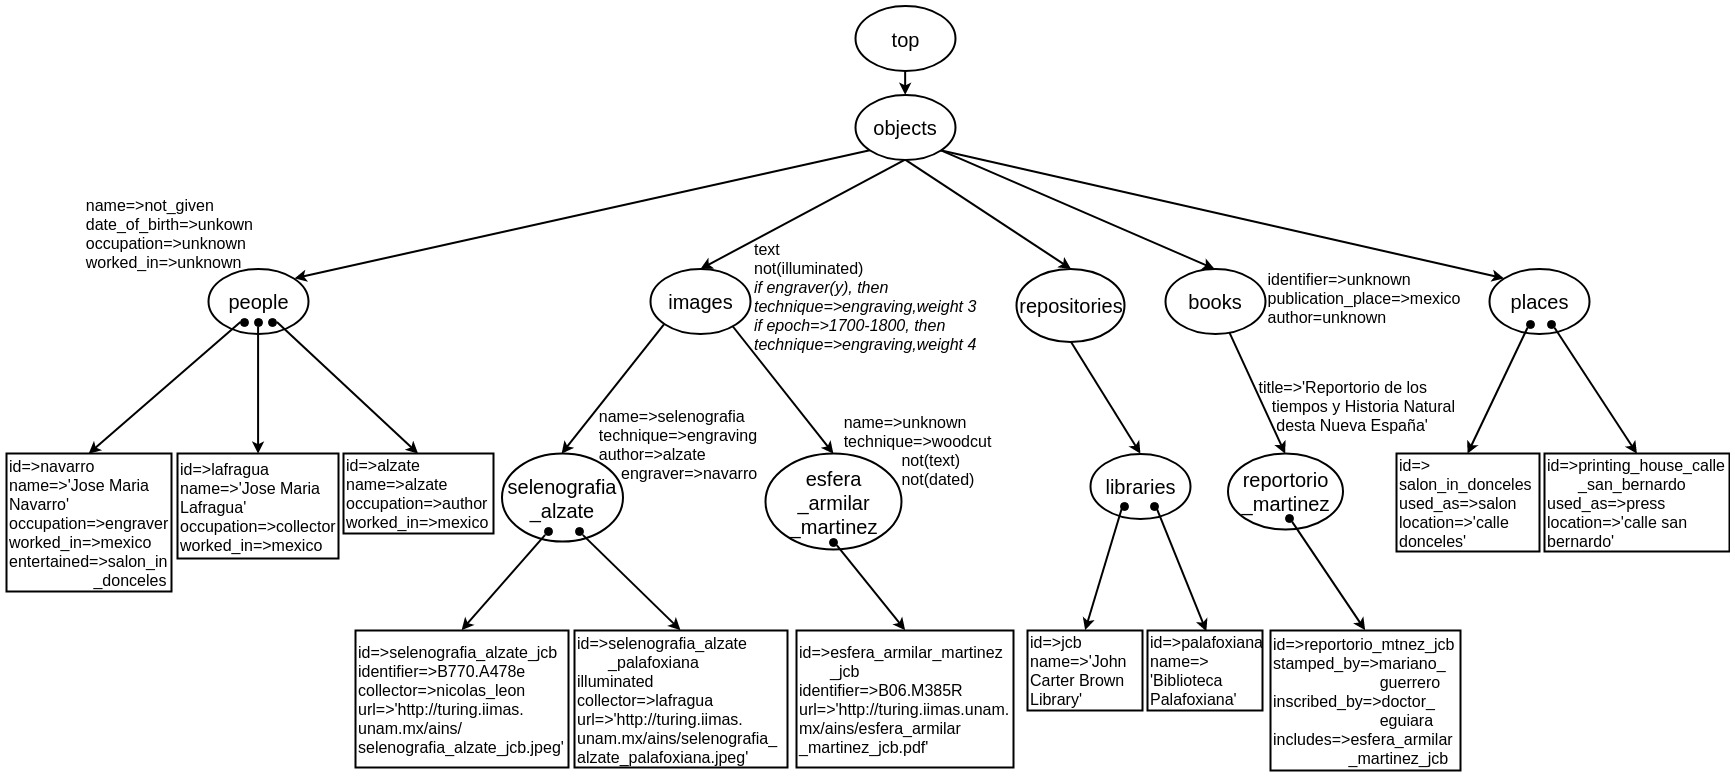 top
objects
name=>not_given
date_of_birth=>unkown
occupation=>unknown
worked_in=>unknown
people
images
text
not(illuminated)
if engraver(y), then
technique=>engraving,weight 3
if epoch=>1700-1800, then
technique=>engraving,weight 4
repositories
books
identifier=>unknown
publication_place=>mexico
author=unknown
places
id=>navarro
name=>'Jose Maria
Navarro'
occupation=>engraver
worked_in=>mexico
entertained=>salon_in
_donceles
id=>lafragua
name=>'Jose Maria
Lafragua'
occupation=>collector
worked_in=>mexico
id=>alzate
name=>alzate
occupation=>author
worked_in=>mexico
name=>selenografia
technique=>engraving
author=>alzate
engraver=>navarro
selenografia
_alzate
name=>unknown
technique=>woodcut
not(text)
not(dated)
esfera
_armilar
_martinez
libraries
title=>'Reportorio de los
tiempos y Historia Natural
desta Nueva España'
reportorio
_martinez
id=>
salon_in_donceles
used_as=>salon
location=>'calle
donceles'
id=>printing_house_calle
_san_bernardo
used_as=>press
location=>'calle san
bernardo'
id=>selenografia_alzate_jcb
identifier=>B770.A478e
collector=>nicolas_leon
url=>'http://turing.iimas.
unam.mx/ains/
selenografia_alzate_jcb.jpeg'
id=>selenografia_alzate
_palafoxiana
illuminated
collector=>lafragua
url=>'http://turing.iimas.
unam.mx/ains/selenografia_
alzate_palafoxiana.jpeg'
id=>esfera_armilar_martinez
_jcb
identifier=>B06.M385R
url=>'http://turing.iimas.unam.
mx/ains/esfera_armilar
_martinez_jcb.pdf'
id=>jcb
name=>'John
Carter Brown
Library'
id=>palafoxiana
name=>
'Biblioteca
Palafoxiana'
id=>reportorio_mtnez_jcb
stamped_by=>mariano_
guerrero
inscribed_by=>doctor_
eguiara
includes=>esfera_armilar
_martinez_jcb